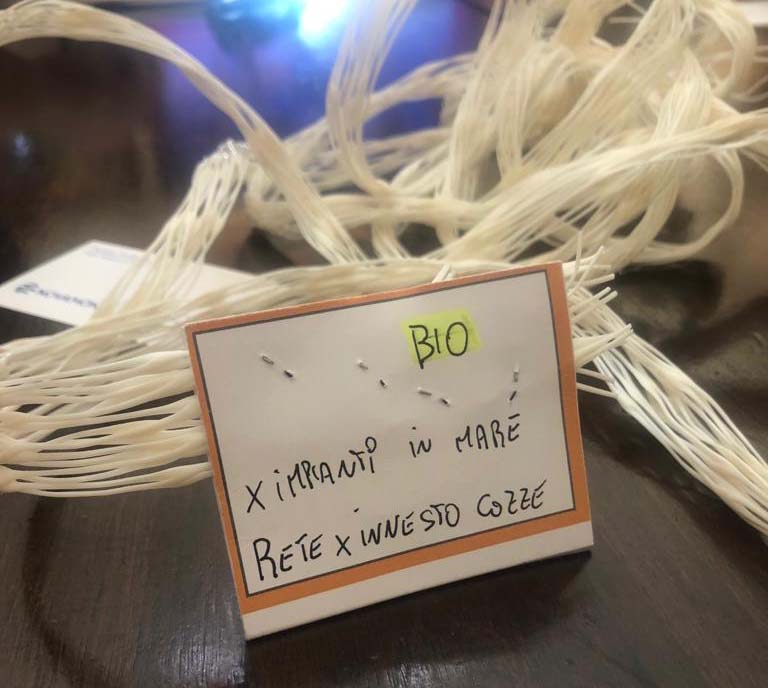 BIO
X IMPIANTI IN MARE
RETE X INNESTO COZZE